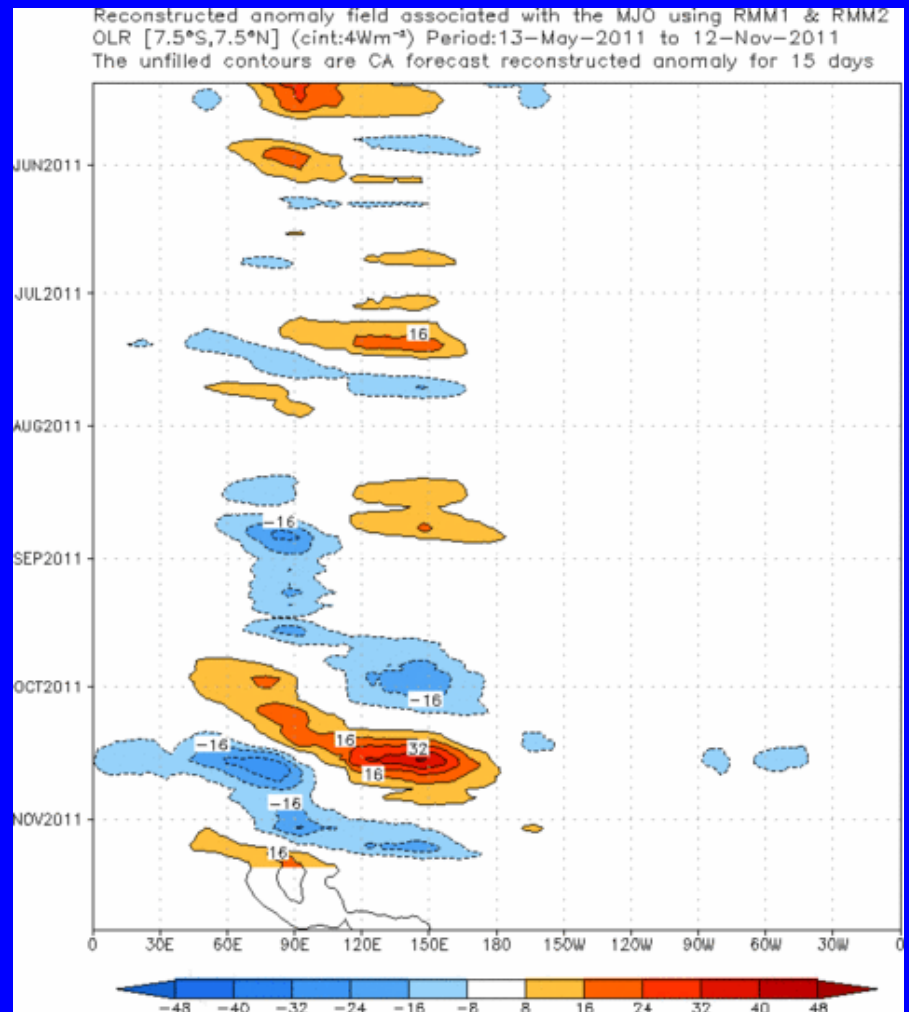 Reconstructed anomaly field associated with the MJO using RMM1 & RMM2
OLR [7.5°S,7.5°N] (cint:4Wm⁻²) Period:13-May-2011 to 12-Nov-2011
The unfilled contours are CA forecast reconstructed anomaly for 15 days
JUN2011
JUL2011
16
AUG2011
-16
SEP2011
OCT2011
-16
16
-16
32
16
-16
NOV2011
16
0 30E 60E 90E 120E 150E 180 150W 120W 90W 60W 30W 0
-48 -40 -32 -24 -16 -8 8 16 24 32 40 48